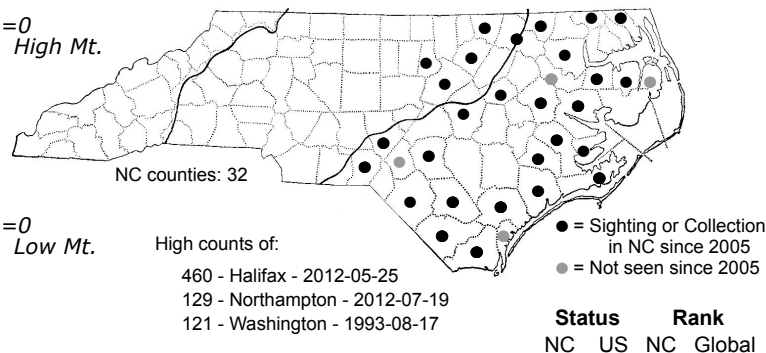 =0
High Mt.
NC counties: 32
=0
Low Mt.
High counts of:
460 - Halifax - 2012-05-25
129 - Northampton - 2012-07-19
121 - Washington - 1993-08-17
= Sighting or Collection
in NC since 2005
= Not seen since 2005
Status Rank
NC US NC Global